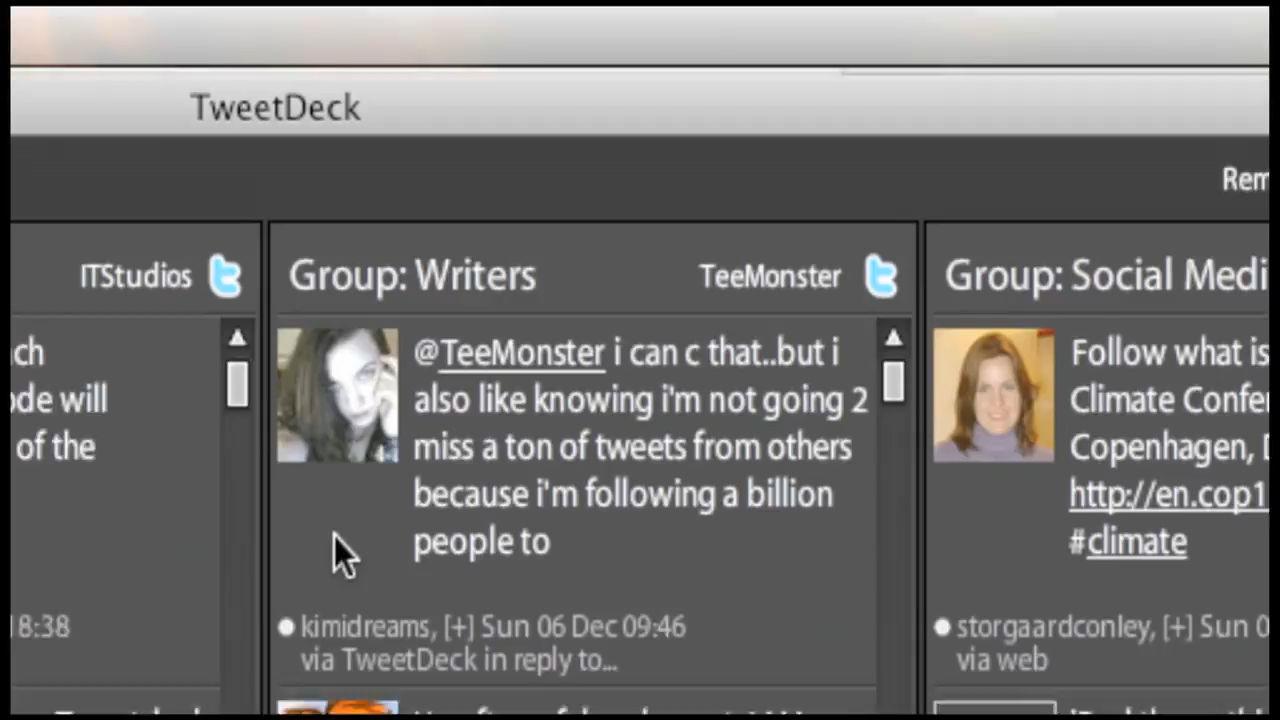 TweetDeck
Rem
ITStudios
ch
ode will
of the
8:38
Group: Writers
TeeMonster
@TeeMonster i can c that..but i
also like knowing i'm not going 2
miss a ton of tweets from others
because i'm following a billion
people to
kimidreams, [+] Sun 06 Dec 09:46
via TweetDeck in reply to...
Group: Social Medi
Follow what is
Climate Confe
Copenhagen, D
http://en.cop1
#climate
storgaardconley, [+] Sun 0
via web